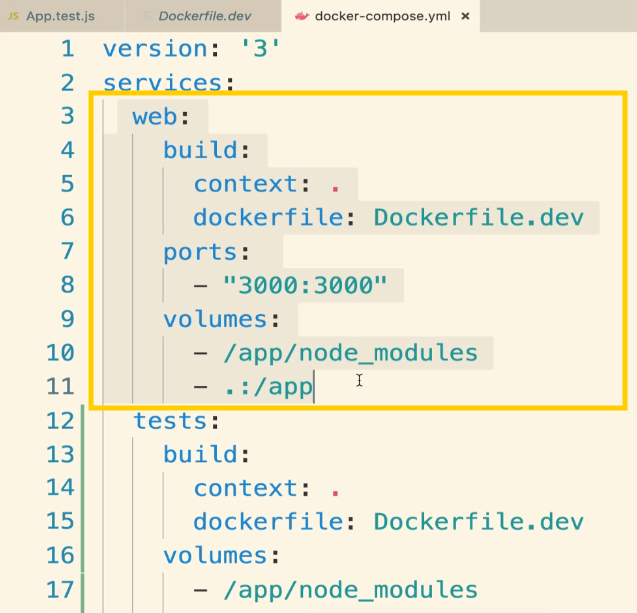 JS App.test.js Dockerfile.dev docker-compose.yml ×
1 version: '3'
2 services:
3 web:
4 build:
5 context: .
6 dockerfile: Dockerfile.dev
7 ports:
8 - "3000:3000"
9 volumes:
10 - /app/node_modules
11 - .:/app
12 tests:
13 build:
14 context: .
15 dockerfile: Dockerfile.dev
16 volumes:
17 - /app/node_modules